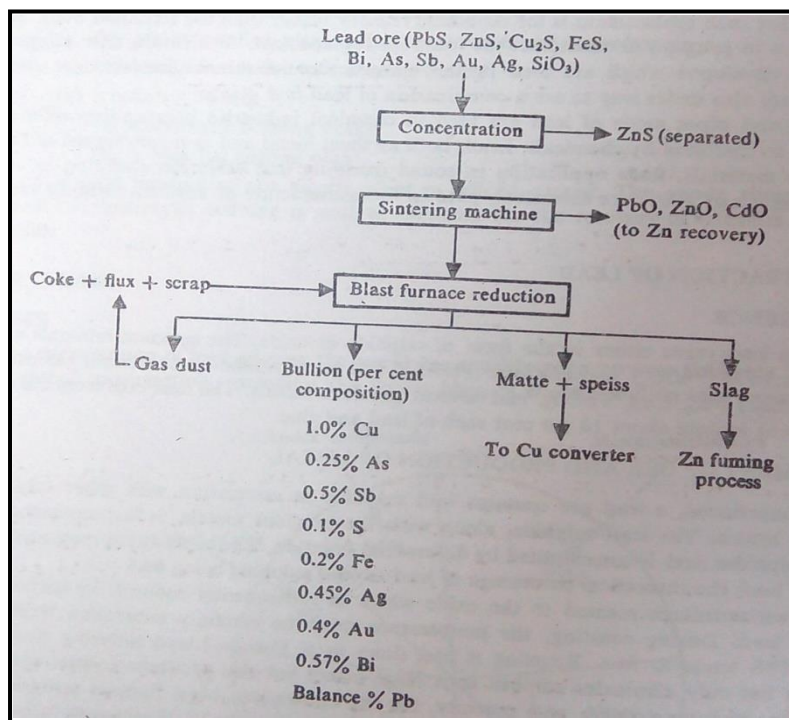 Lead ore (PbS, ZnS, Cu₂S, FeS,
Bi, As, Sb, Au, Ag, SiO₃)
Concentration
ZnS (separated)
Sintering machine
PbO, ZnO, CdO
(to Zn recovery)
Coke + flux + scrap
Blast furnace reduction
Gas dust
Bullion (per cent
composition)
Matte + speiss
Slag
1.0% Cu
0.25% As
0.5% Sb
0.1% S
0.2% Fe
0.45% Ag
0.4% Au
0.57% Bi
Balance % Pb
To Cu converter
Zn fuming
process